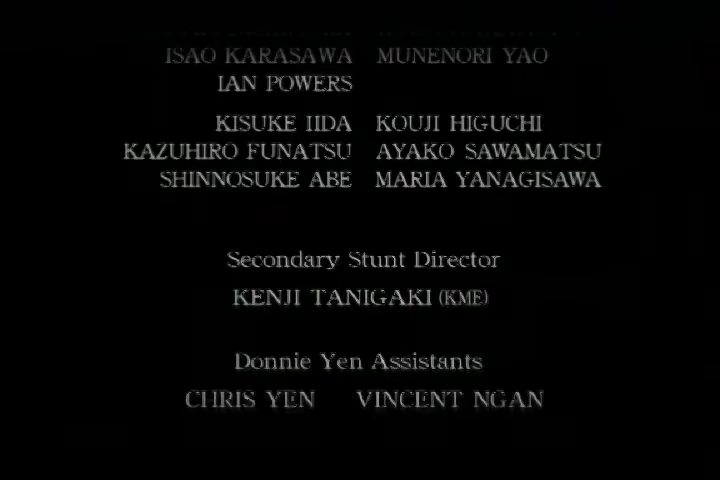 ISAO KARASAWA MUNENORI YAO
IAN POWERS
KISUKE IIDA KOUJI HIGUCHI
KAZUHIRO FUNATSU AYAKO SAWAMATSU
SHINNOSUKE ABE MARIA YANAGISAWA
Secondary Stunt Director
KENJI TANIGAKI (KME)
Donnie Yen Assistants
CHRIS YEN VINCENT NGAN